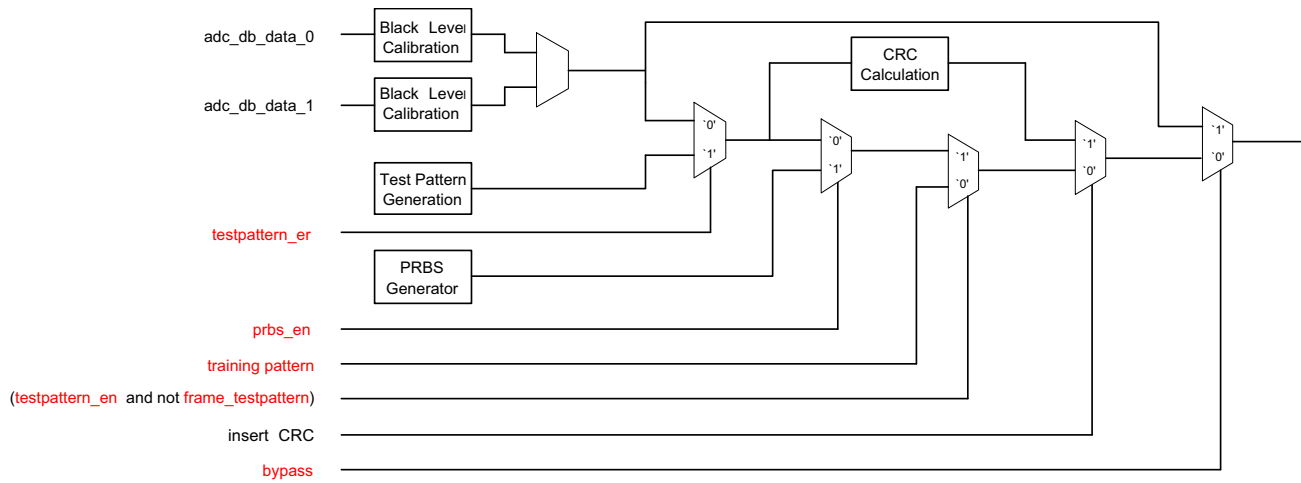 adc_db_data_0
Black Level
Calibration
CRC
Calculation
adc_db_data_1
Black Level
Calibration
`0'
`1'
`0'
`1'
`1'
`0'
`1'
`0'
`1'
`0'
Test Pattern
Generation
testpattern_er
PRBS
Generator
prbs_en
training pattern
(testpattern_en and not frame_testpattern)
insert CRC
bypass